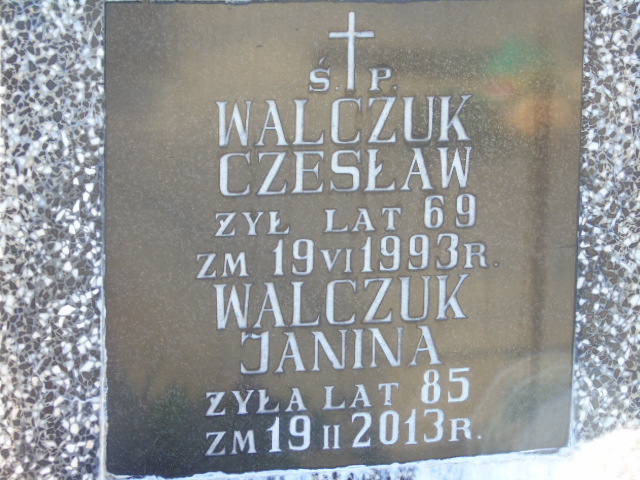 Ś. P.
WALCZUK
CZESŁAW
ZYŁ LAT 69
ZM 19 VI 1993 R.
WALCZUK
JANINA
ZYŁA LAT 85
ZM 19 II 2013 R.